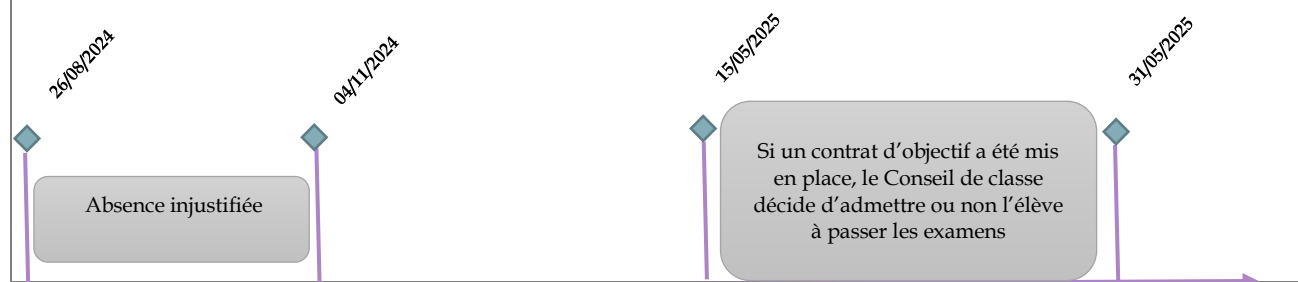 26/08/2024
04/11/2024
15/05/2025
31/05/2025
Absence injustifiée
Si un contrat d’objectif a été mis
en place, le Conseil de classe
décide d’admettre ou non l’élève
à passer les examens